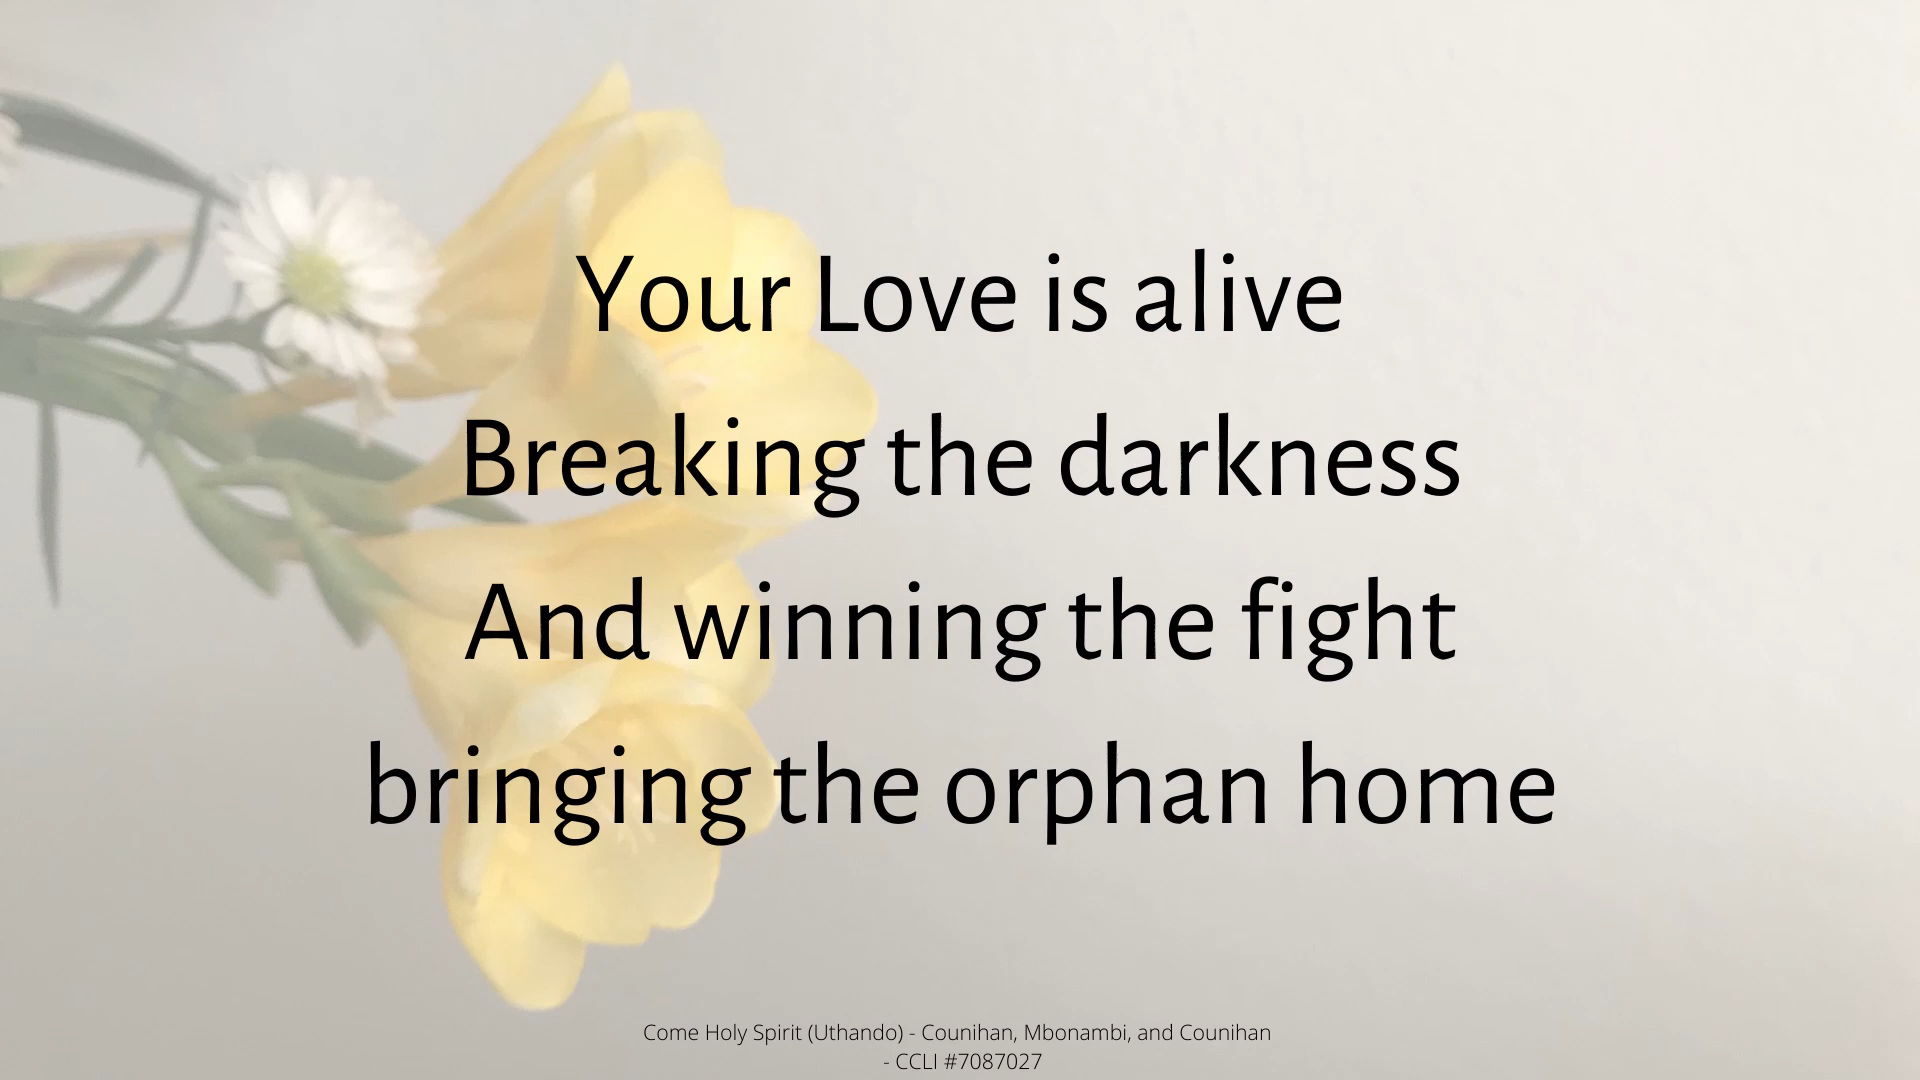 Your Love is alive
Breaking the darkness
And winning the fight
bringing the orphan home
Come Holy Spirit (Uthando) - Counihan, Mbonambi, and Counihan
- CCLI #7087027